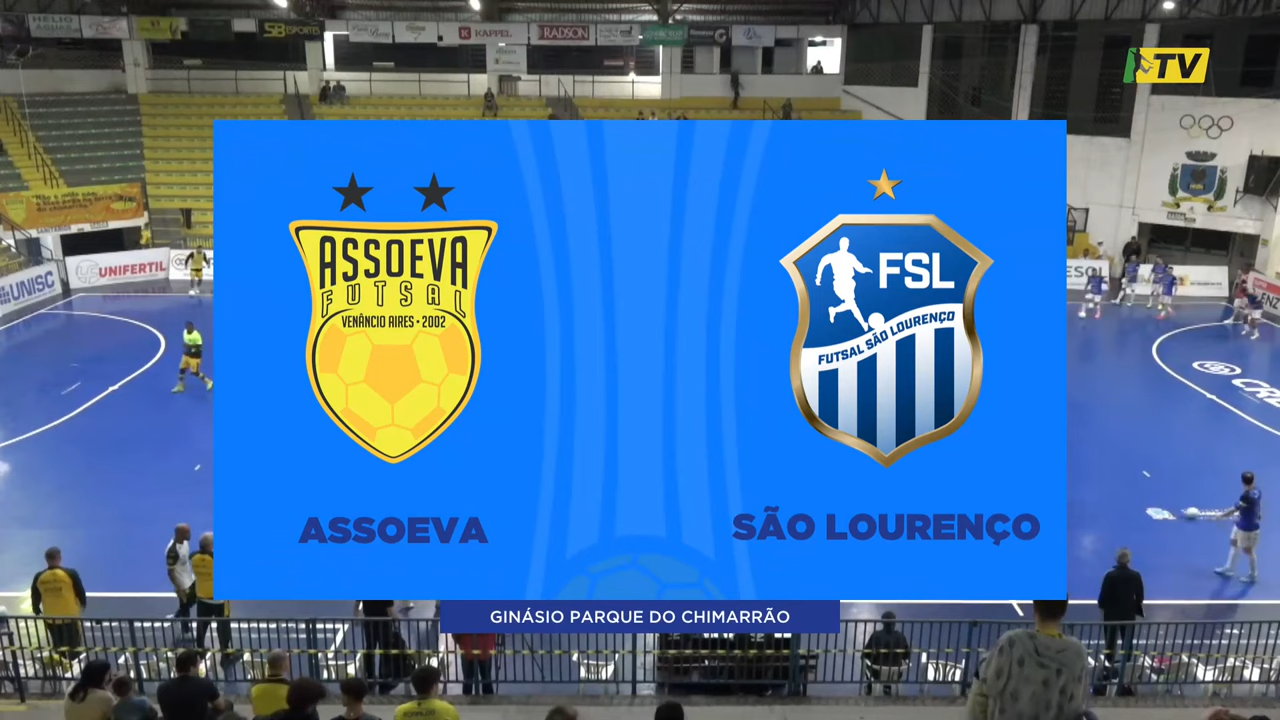 SB ESPORTS
KAPPEL
RADSON
TV
UNISC
UNIFERTIL
ASSOEVA
FUTSAL
VENÂNCIO AIRES • 2002
FSL
FUTSAL SÃO LOURENÇO
ASSOEVA
SÃO LOURENÇO
GINÁSIO PARQUE DO CHIMARRÃO